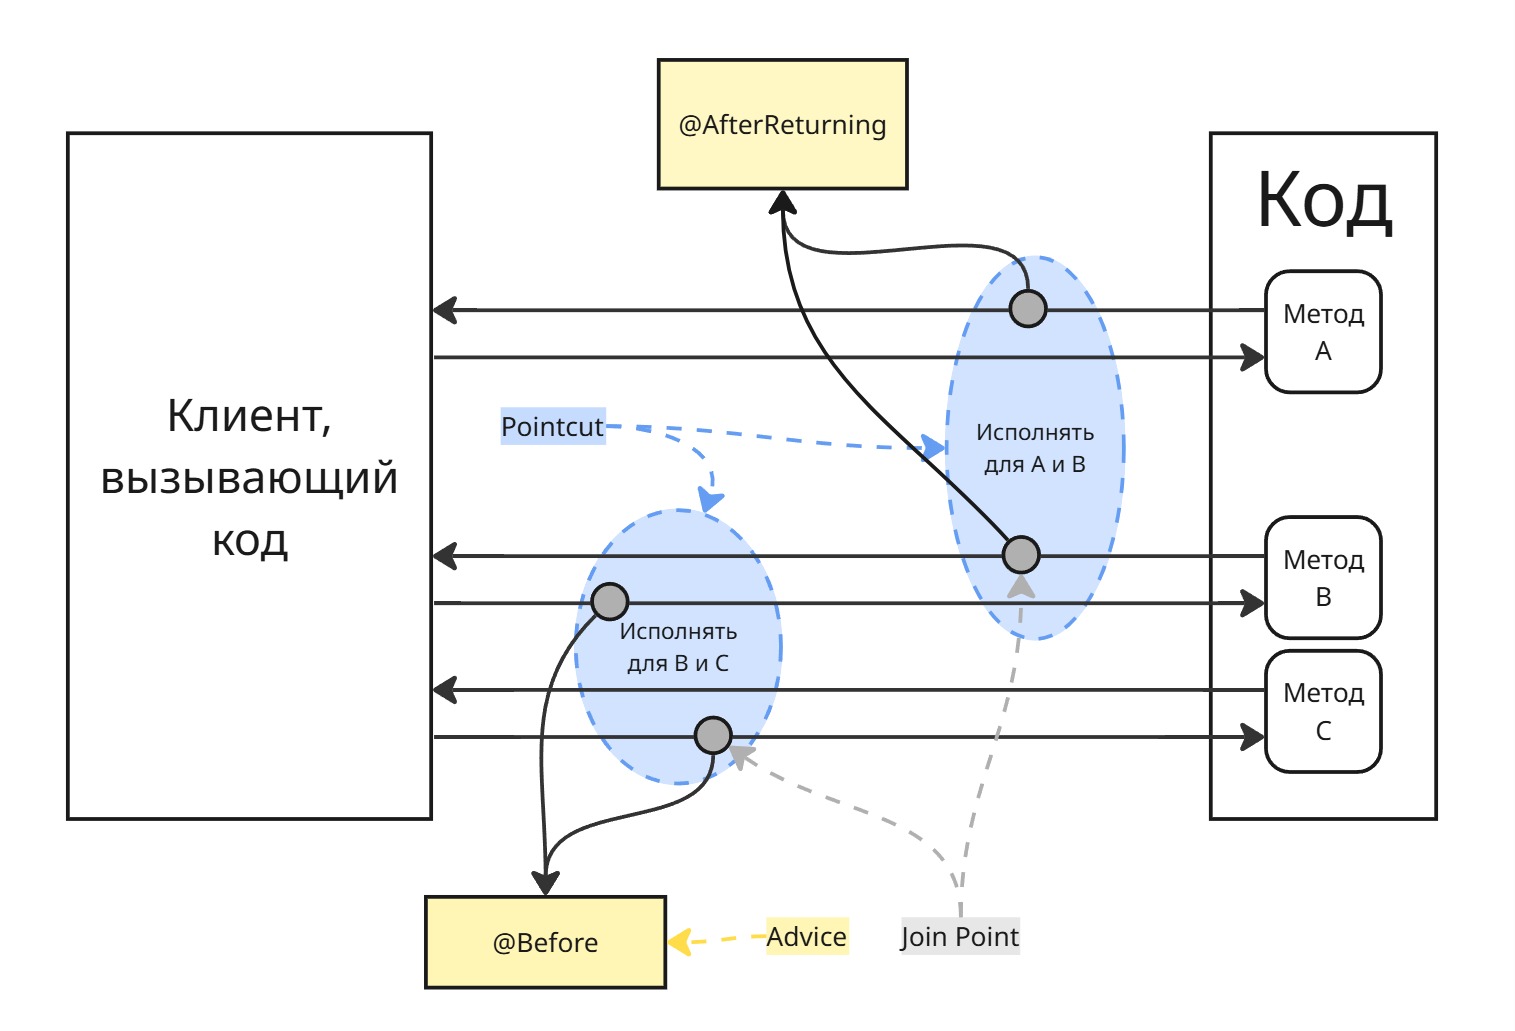 @AfterReturning
Код
Метод
A
Клиент,
вызывающий
код
Pointcut
Исполнять
для A и B
Метод
B
Исполнять
для B и C
Метод
C
@Before
Advice
Join Point